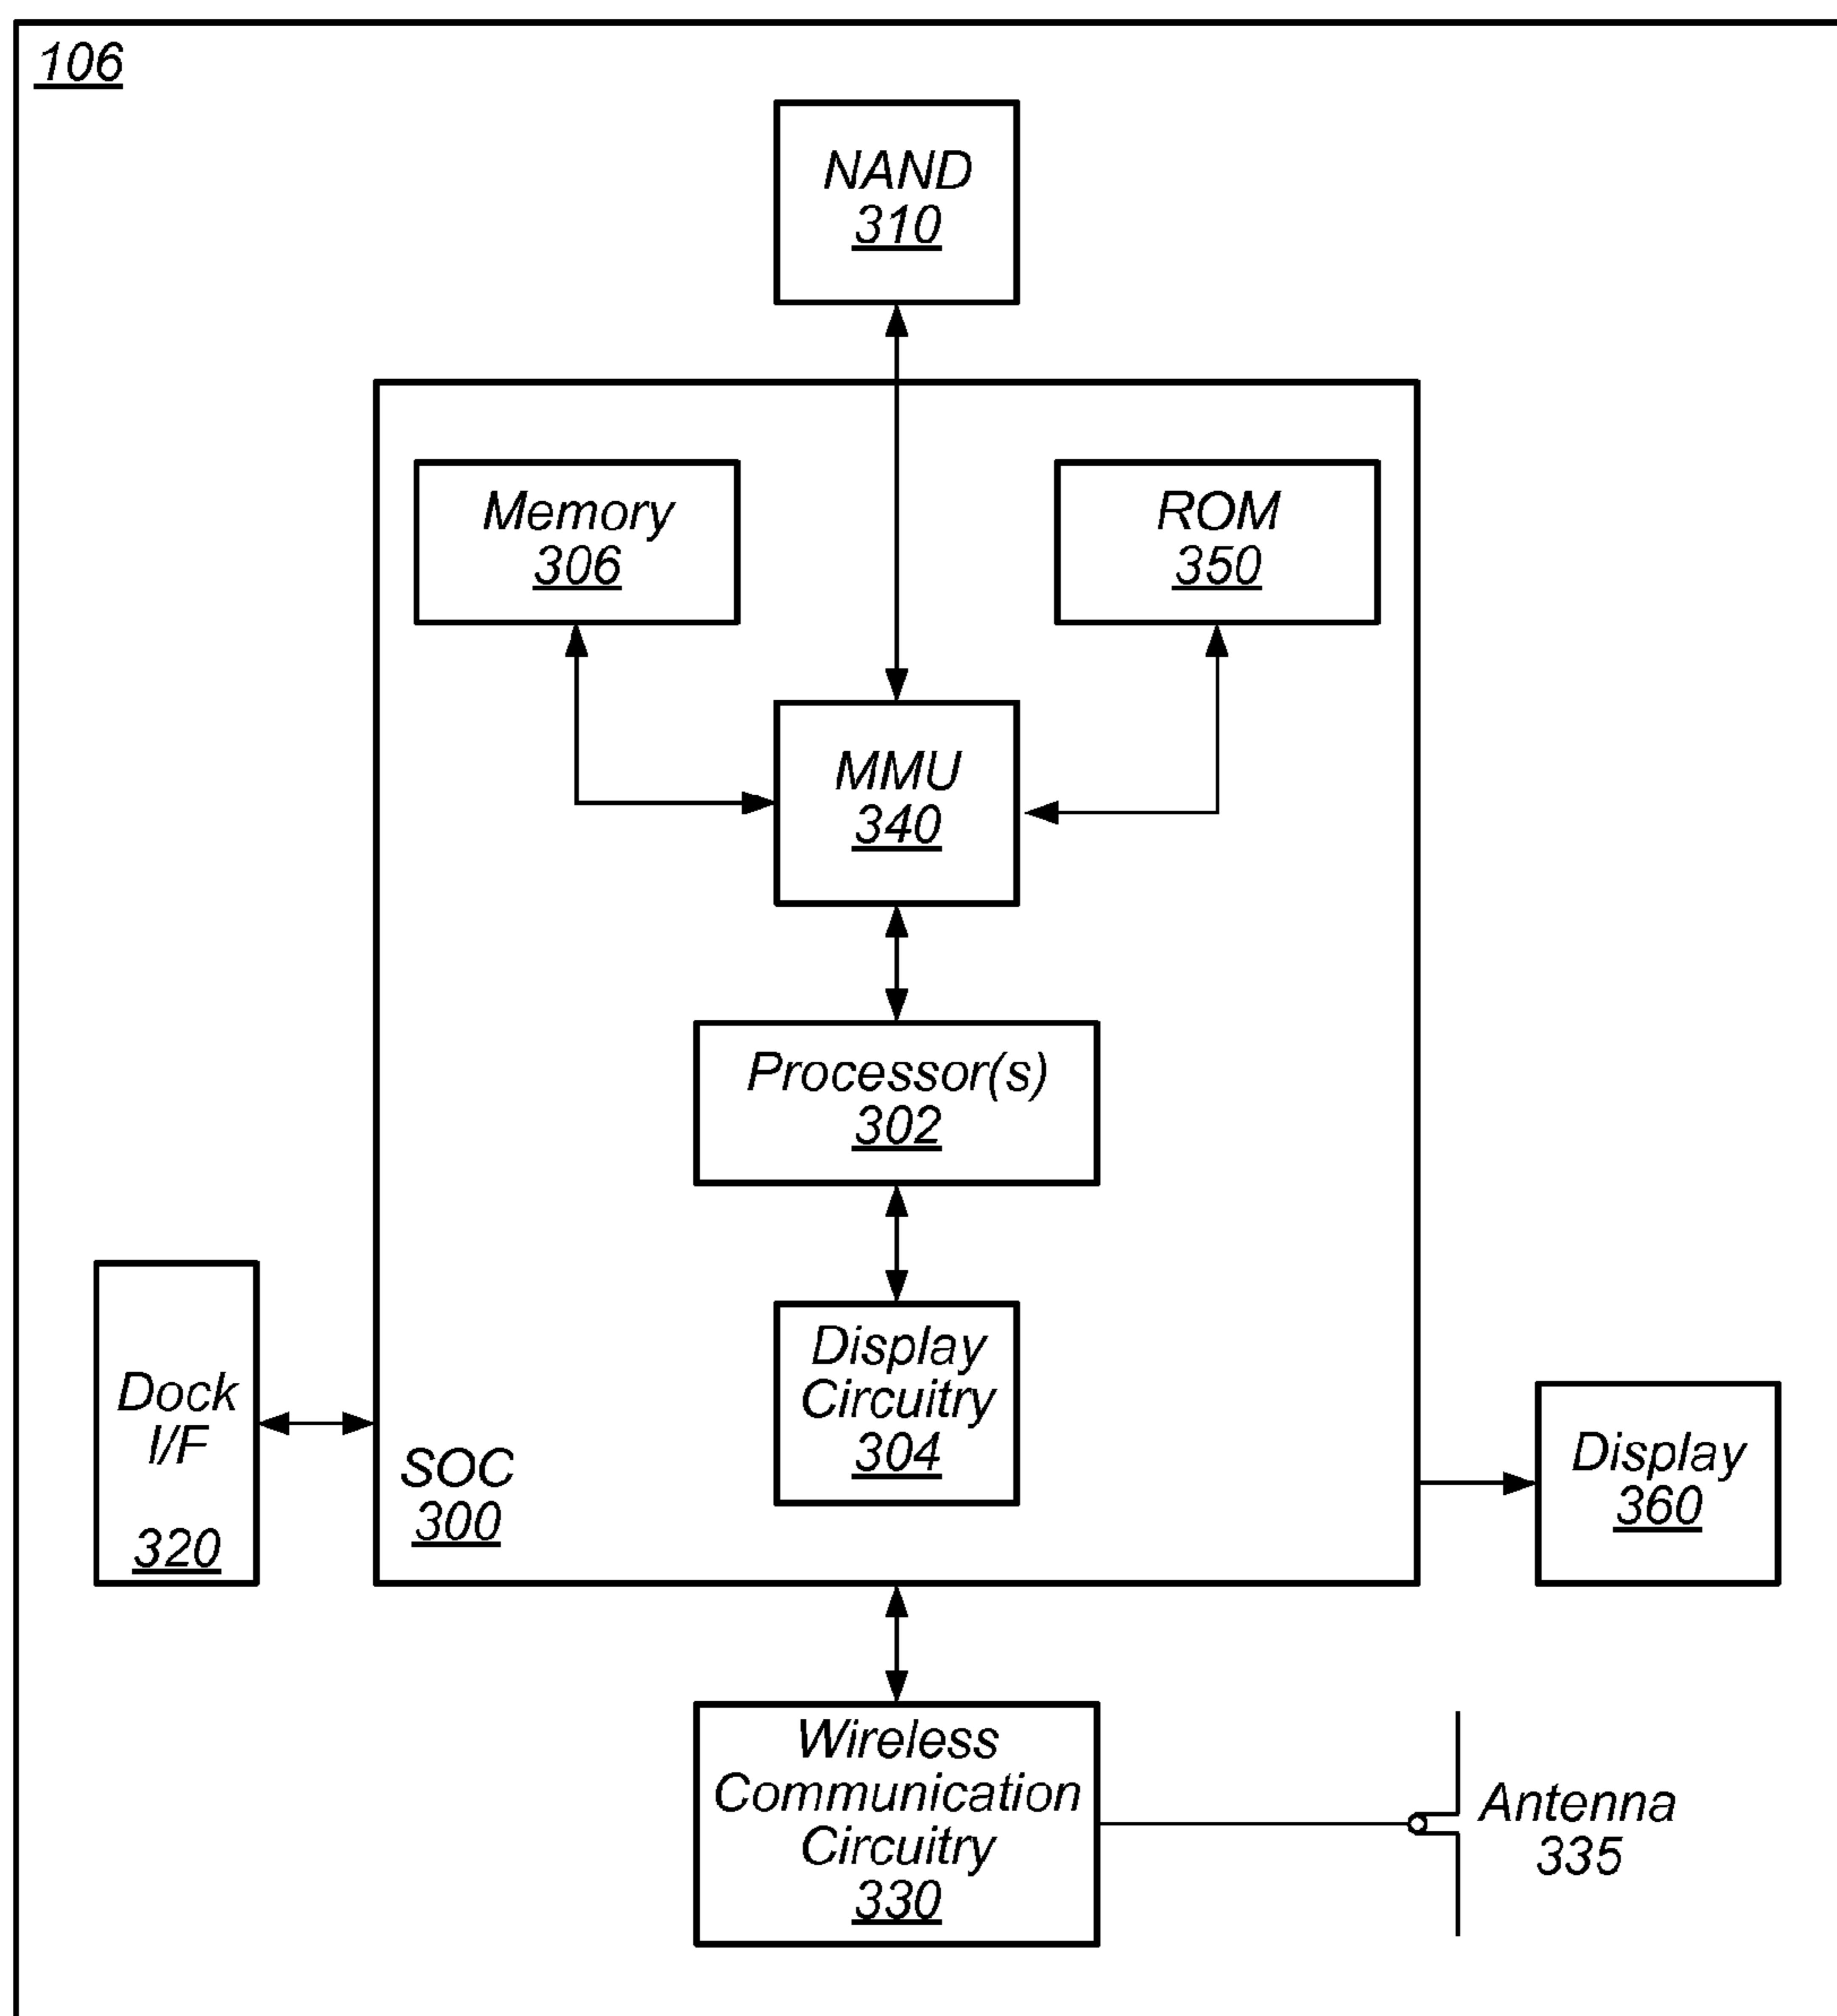 106
NAND
310
Memory
306
ROM
350
MMU
340
Processor(s)
302
Display
Circuitry
304
Dock
I/F
320
SOC
300
Display
360
Wireless
Communication
Circuitry
330
Antenna
335